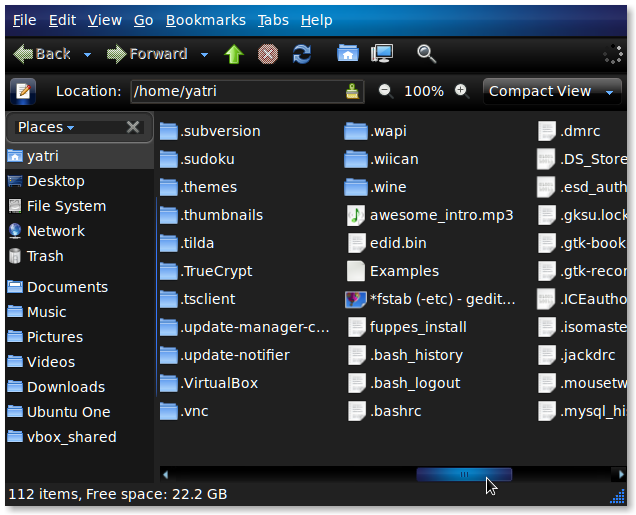 File Edit View Go Bookmarks Tabs Help
Back Forward
Location: /home/yatri 100% Compact View
Places
yatri
Desktop
File System
Network
Trash
Documents
Music
Pictures
Videos
Downloads
Ubuntu One
vbox_shared
.subversion
.sudoku
.themes
.thumbnails
.tilda
.TrueCrypt
.tsclient
.update-manager-c...
.update-notifier
.VirtualBox
.vnc
.wapi
.wiican
.wine
awesome_intro.mp3
edid.bin
Examples
*fstab (-etc) - gedit...
fuppes_install
.bash_history
.bash_logout
.bashrc
.dmrc
.DS_Store
.esd_auth
.gksu.lock
.gtk-book
.gtk-recor
.ICEautho
.isomaste
.jackdrc
.mousetw
.mysql_his
112 items, Free space: 22.2 GB